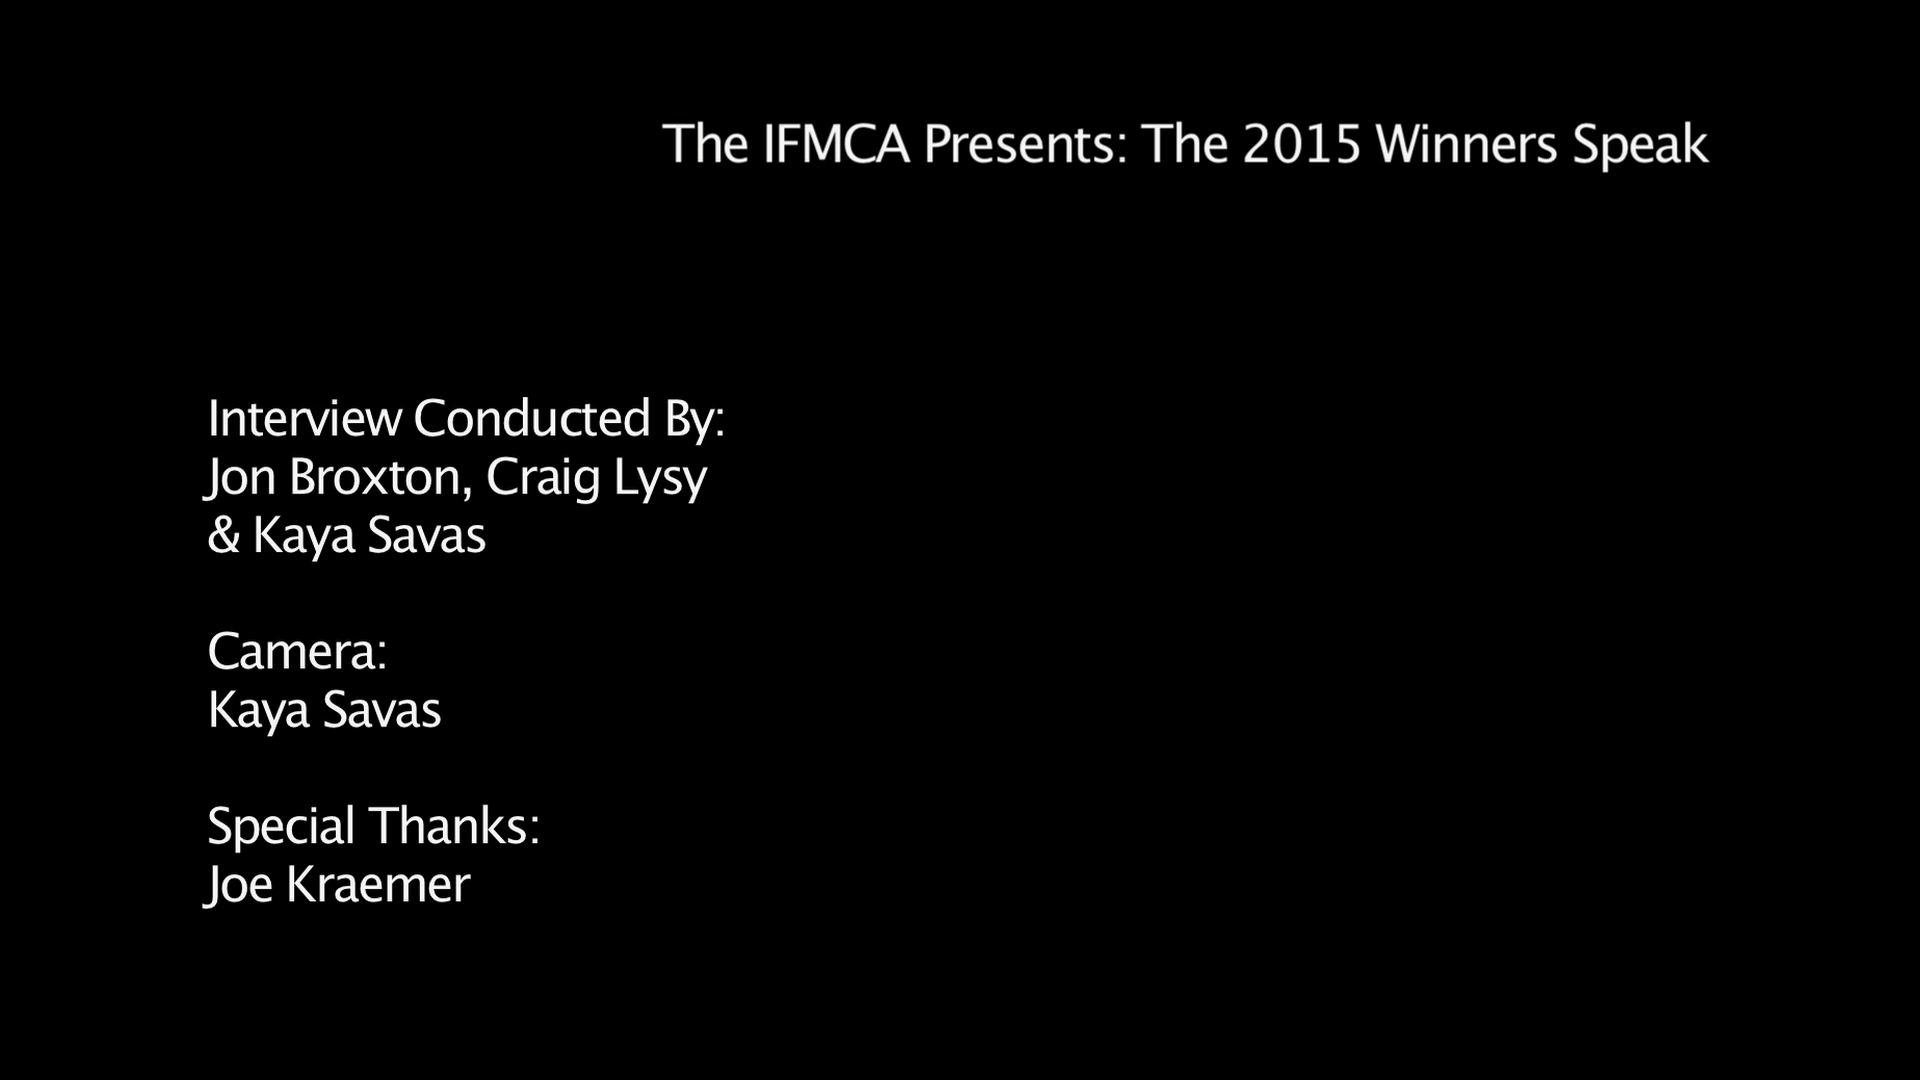 The IFMCA Presents: The 2015 Winners Speak
Interview Conducted By:
Jon Broxton, Craig Lysy
& Kaya Savas
Camera:
Kaya Savas
Special Thanks:
Joe Kraemer